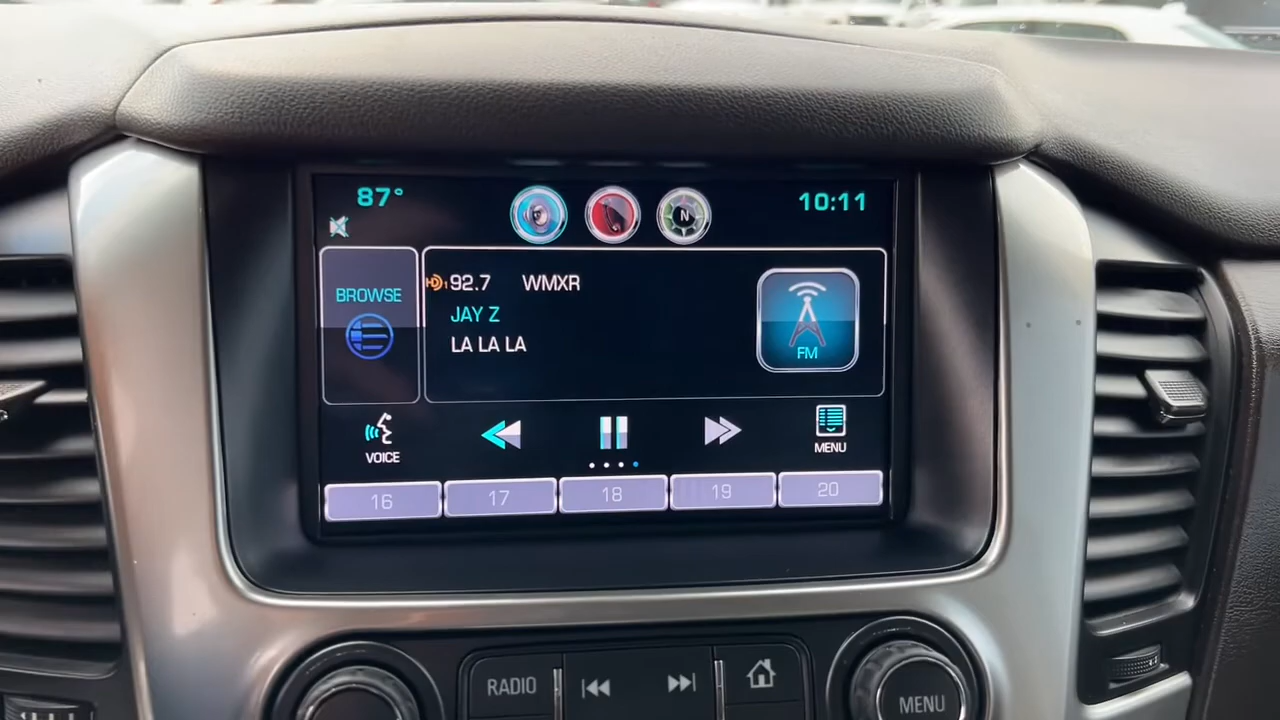 87°
10:11
N
BROWSE
HD1 92.7 WMXR
JAY Z
LA LA LA
FM
VOICE
MENU
16 17 18 19 20
RADIO
MENU